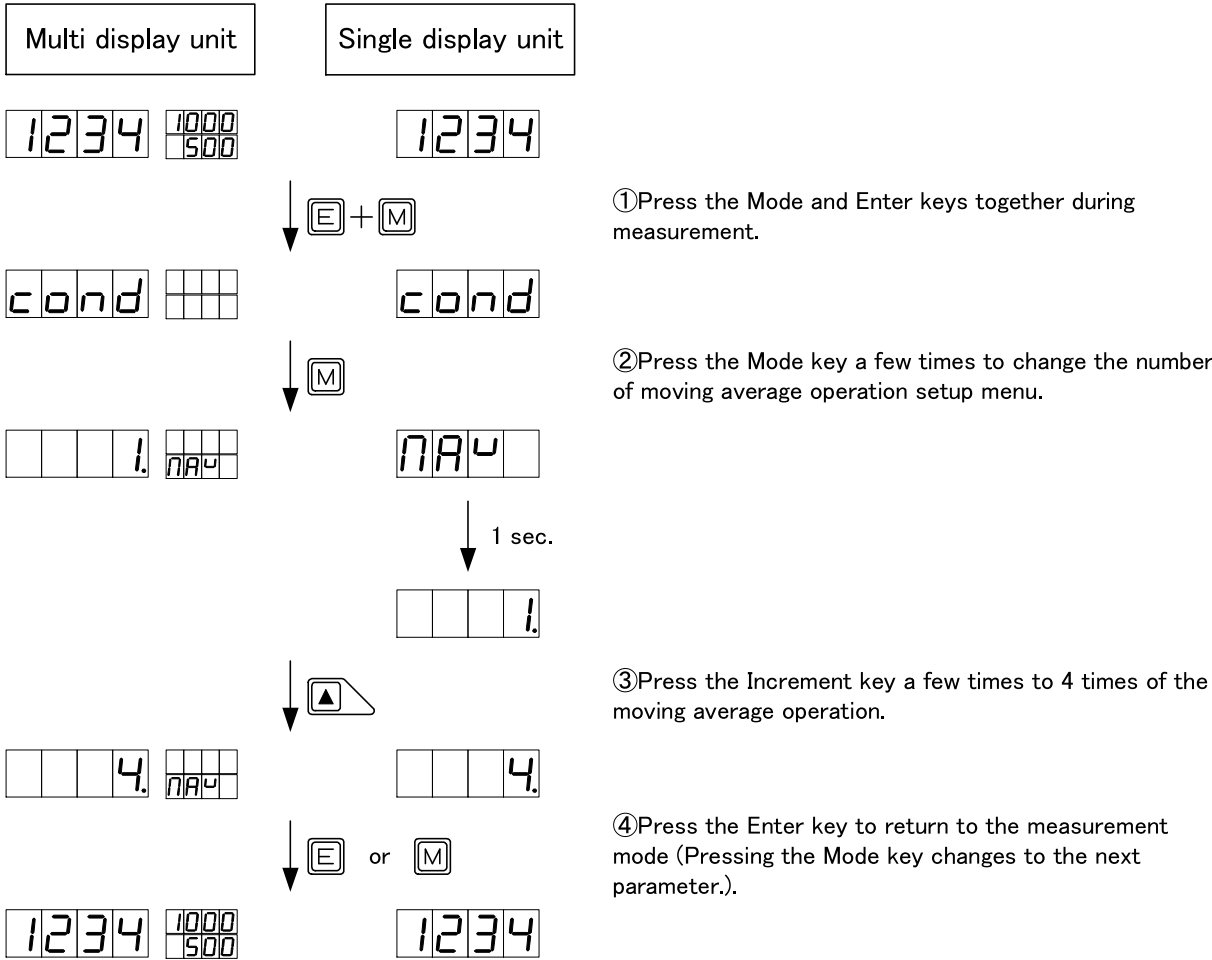 Multi display unit Single display unit
1234 1000 1234
500
E + M ①Press the Mode and Enter keys together during
measurement.
cond cond
M ②Press the Mode key a few times to change the number
of moving average operation setup menu.
1. MAv MAv
1 sec.
1.
▲ ③Press the Increment key a few times to 4 times of the
moving average operation.
4. MAv 4.
E or M ④Press the Enter key to return to the measurement
mode (Pressing the Mode key changes to the next
parameter.).
1234 1000 1234
500